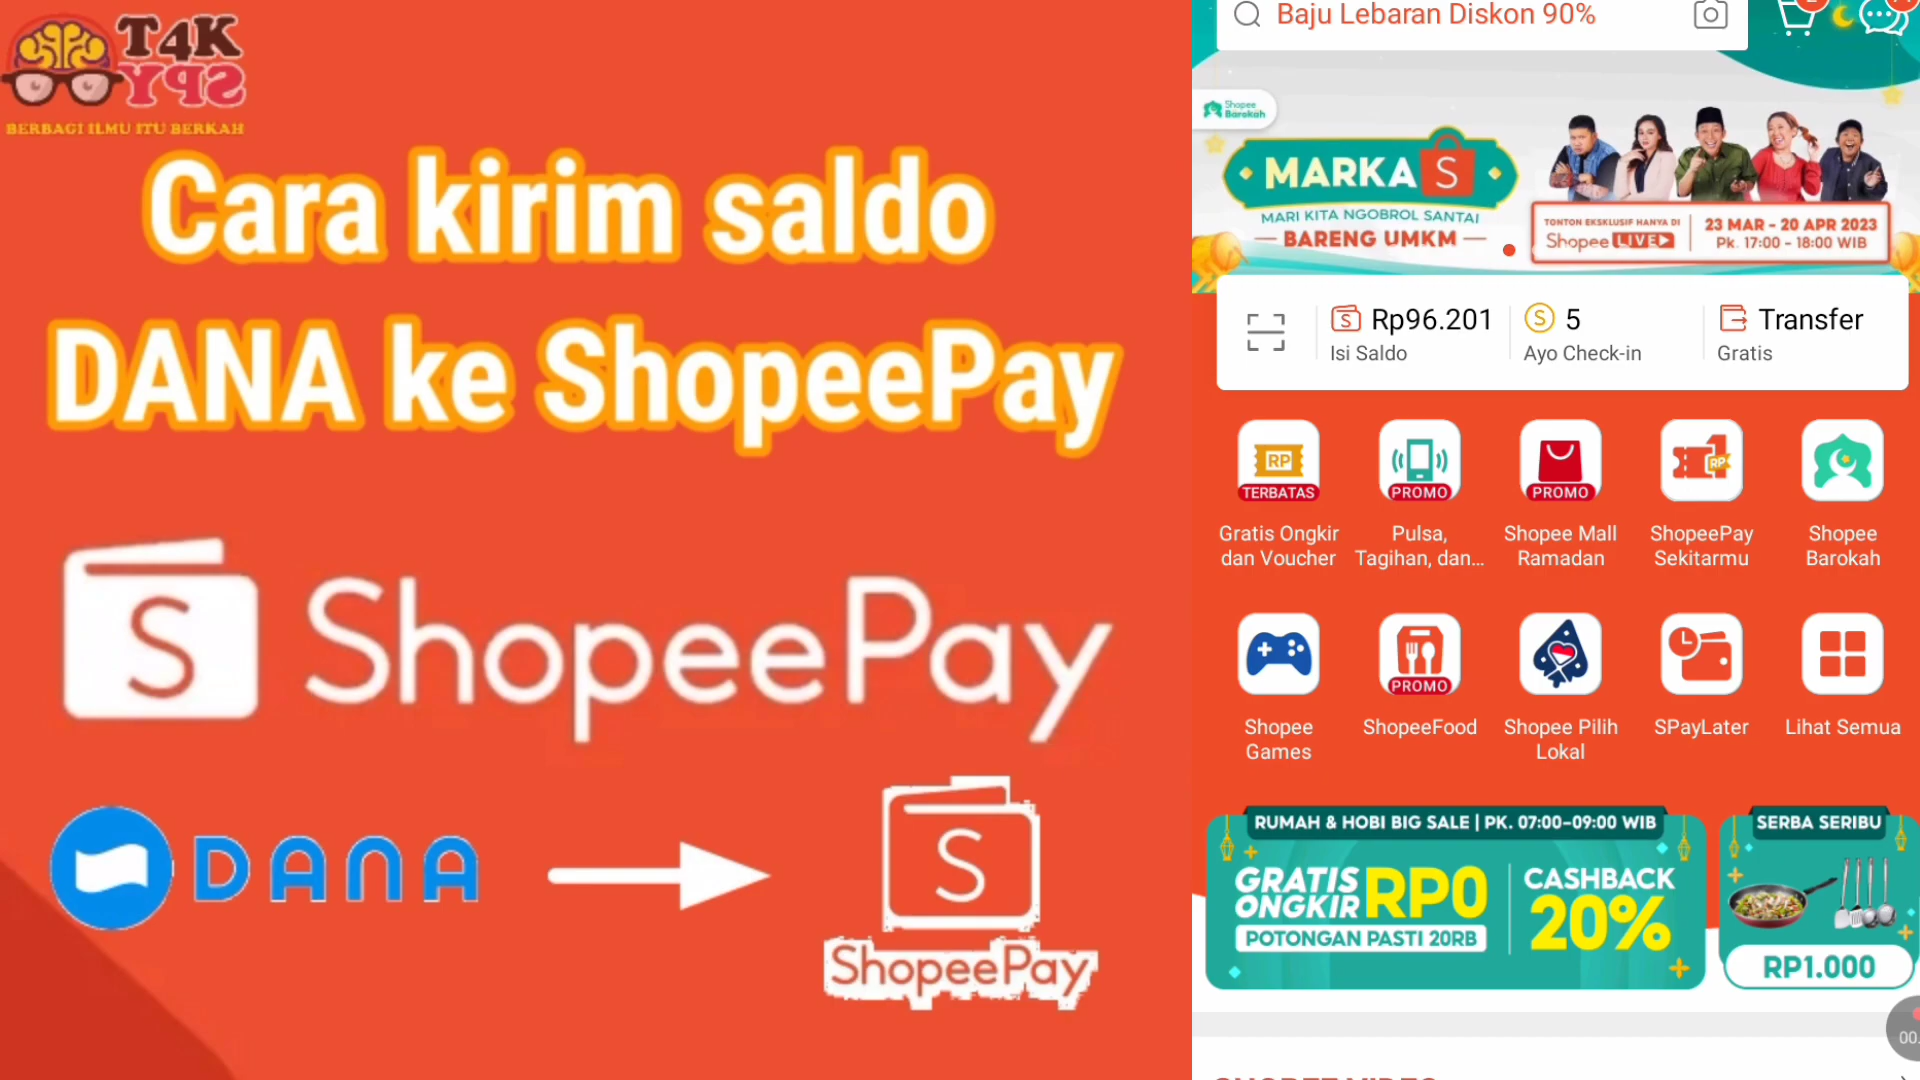 T4K
SPY
BERBAGI ILMU ITU BERKAH
Cara kirim saldo
DANA ke ShopeePay
S ShopeePay
DANA
S
ShopeePay
Baju Lebaran Diskon 90%
Shopee
Barokah
MARKAS
MARI KITA NGOBROL SANTAI
BARENG UMKM
TONTON EKSKLUSIF HANYA DI
Shopee LIVE
23 MAR - 20 APR 2023
Pk. 17:00 - 18:00 WIB
Rp96.201
Isi Saldo
5
Ayo Check-in
Transfer
Gratis
RP
TERBATAS
PROMO
PROMO
RP
Gratis Ongkir
dan Voucher
Pulsa,
Tagihan, dan...
Shopee Mall
Ramadan
ShopeePay
Sekitarmu
Shopee
Barokah
PROMO
Shopee
Games
ShopeeFood
Shopee Pilih
Lokal
SPayLater
Lihat Semua
RUMAH & HOBI BIG SALE | PK. 07:00-09:00 WIB
GRATIS
ONGKIR RP0
POTONGAN PASTI 20RB
CASHBACK
20%
SERBA SERIBU
RP1.000
00.
SHOPEE VIDEO